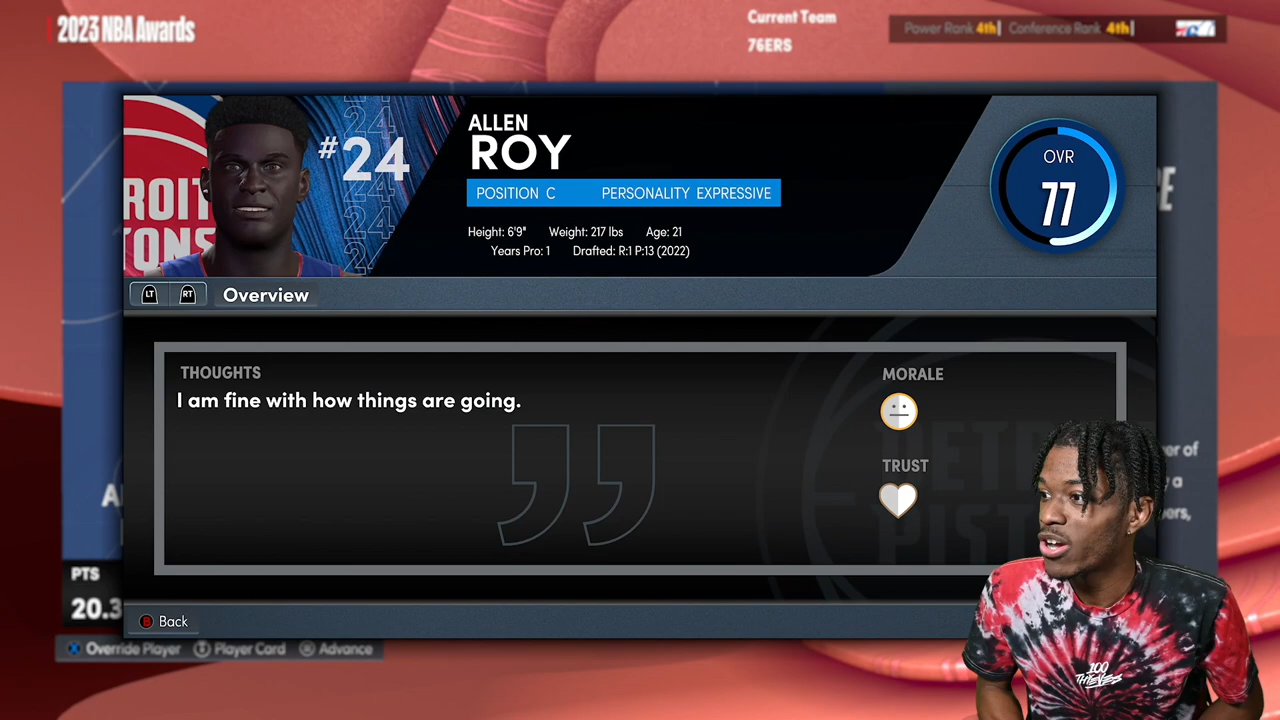 2023 NBA Awards
Current Team
76ERS
Power Rank 4th
Conference Rank 4th
#24
ALLEN
ROY
POSITION C
PERSONALITY EXPRESSIVE
Height: 6'9"
Weight: 217 lbs
Age: 21
Years Pro: 1
Drafted: R:1 P:13 (2022)
OVR
77
LT
RT
Overview
THOUGHTS
I am fine with how things are going.
MORALE
TRUST
PTS
20.3
B Back
Override Player
Player Card
Advance
100
THIEVES